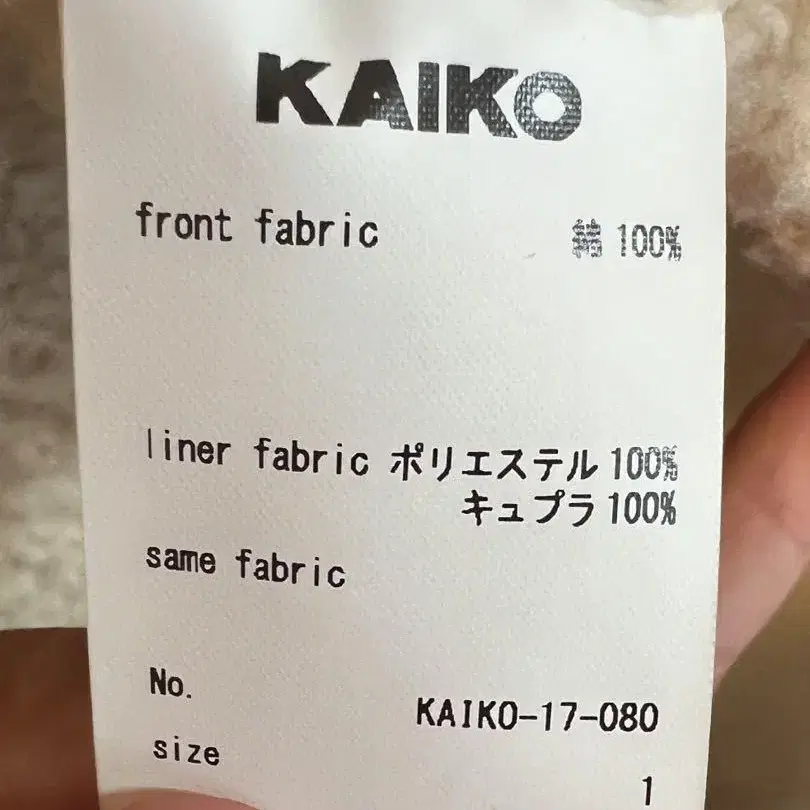 KAIKO
front fabric 綿 100%
liner fabric ポリエステル 100%
キュプラ 100%
same fabric
No. KAIKO-17-080
size 1